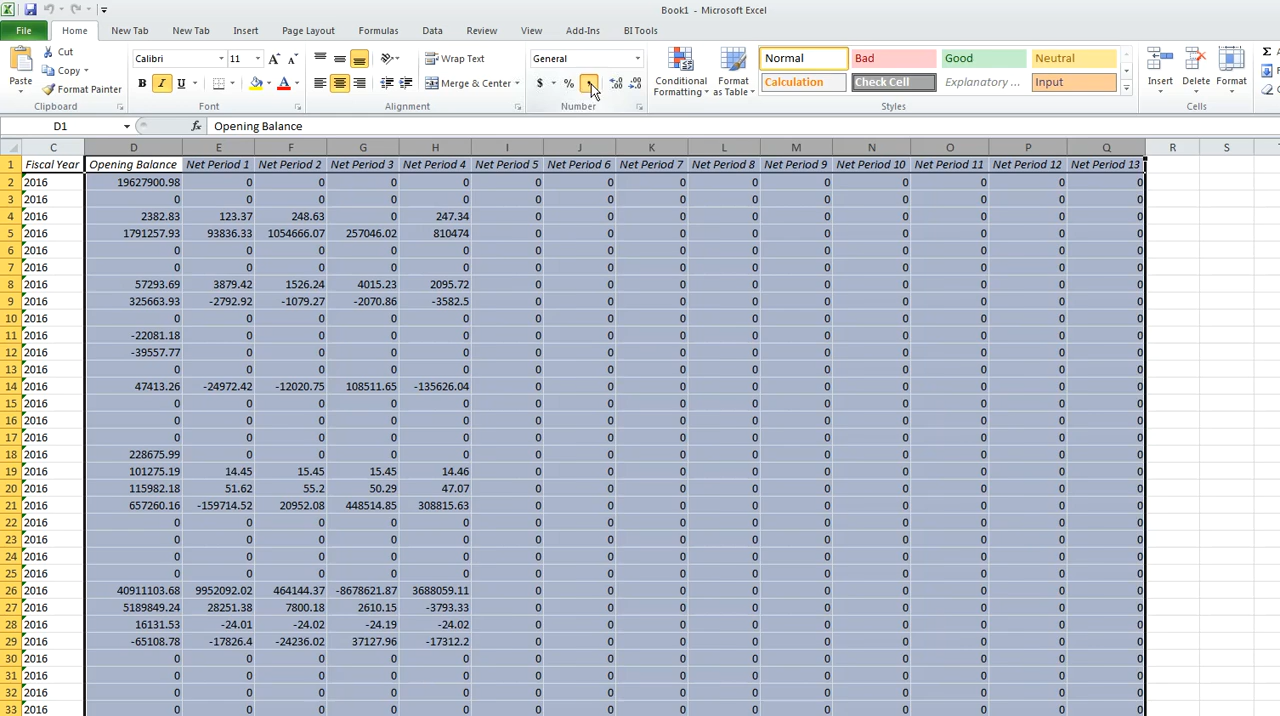 Book1 - Microsoft Excel
File Home New Tab New Tab Insert Page Layout Formulas Data Review View Add-Ins BI Tools
Paste
Cut
Copy
Format Painter
Clipboard
Calibri 11
B I U A
Font
Wrap Text
Merge & Center
Alignment
General
$ %
Number
Conditional Formatting
Format as Table
Normal Bad Good Neutral
Calculation Check Cell Explanatory ... Input
Styles
Insert Delete Format
Cells
D1 fx Opening Balance
C D E F G H I J K L M N O P Q R S
1 Fiscal Year Opening Balance Net Period 1 Net Period 2 Net Period 3 Net Period 4 Net Period 5 Net Period 6 Net Period 7 Net Period 8 Net Period 9 Net Period 10 Net Period 11 Net Period 12 Net Period 13
2 2016 19627900.98 0 0 0 0 0 0 0 0 0 0 0 0 0
3 2016 0 0 0 0 0 0 0 0 0 0 0 0 0 0
4 2016 2382.83 123.37 248.63 0 247.34 0 0 0 0 0 0 0 0 0
5 2016 1791257.93 93836.33 1054666.07 257046.02 810474 0 0 0 0 0 0 0 0 0
6 2016 0 0 0 0 0 0 0 0 0 0 0 0 0 0
7 2016 0 0 0 0 0 0 0 0 0 0 0 0 0 0
8 2016 57293.69 3879.42 1526.24 4015.23 2095.72 0 0 0 0 0 0 0 0 0
9 2016 325663.93 -2792.92 -1079.27 -2070.86 -3582.5 0 0 0 0 0 0 0 0 0
10 2016 0 0 0 0 0 0 0 0 0 0 0 0 0 0
11 2016 -22081.18 0 0 0 0 0 0 0 0 0 0 0 0 0
12 2016 -39557.77 0 0 0 0 0 0 0 0 0 0 0 0 0
13 2016 0 0 0 0 0 0 0 0 0 0 0 0 0 0
14 2016 47413.26 -24972.42 -12020.75 108511.65 -135626.04 0 0 0 0 0 0 0 0 0
15 2016 0 0 0 0 0 0 0 0 0 0 0 0 0 0
16 2016 0 0 0 0 0 0 0 0 0 0 0 0 0 0
17 2016 0 0 0 0 0 0 0 0 0 0 0 0 0 0
18 2016 228675.99 0 0 0 0 0 0 0 0 0 0 0 0 0
19 2016 101275.19 14.45 15.45 15.45 14.46 0 0 0 0 0 0 0 0 0
20 2016 115982.18 51.62 55.2 50.29 47.07 0 0 0 0 0 0 0 0 0
21 2016 657260.16 -159714.52 20952.08 448514.85 308815.63 0 0 0 0 0 0 0 0 0
22 2016 0 0 0 0 0 0 0 0 0 0 0 0 0 0
23 2016 0 0 0 0 0 0 0 0 0 0 0 0 0 0
24 2016 0 0 0 0 0 0 0 0 0 0 0 0 0 0
25 2016 0 0 0 0 0 0 0 0 0 0 0 0 0 0
26 2016 40911103.68 9952092.02 464144.37 -8678621.87 3688059.11 0 0 0 0 0 0 0 0 0
27 2016 5189849.24 28251.38 7800.18 2610.15 -3793.33 0 0 0 0 0 0 0 0 0
28 2016 16131.53 -24.01 -24.02 -24.19 -24.02 0 0 0 0 0 0 0 0 0
29 2016 -65108.78 -17826.4 -24236.02 37127.96 -17312.2 0 0 0 0 0 0 0 0 0
30 2016 0 0 0 0 0 0 0 0 0 0 0 0 0 0
31 2016 0 0 0 0 0 0 0 0 0 0 0 0 0 0
32 2016 0 0 0 0 0 0 0 0 0 0 0 0 0 0
33 2016 0 0 0 0 0 0 0 0 0 0 0 0 0 0